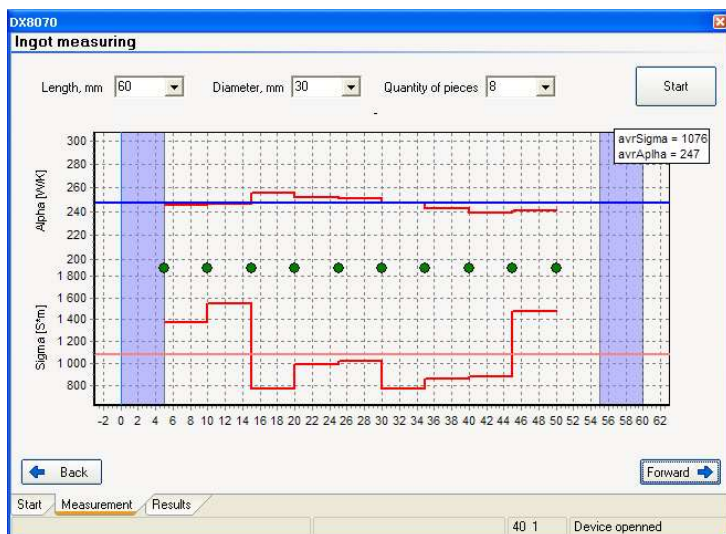 DX8070
Ingot measuring
Length, mm 60 Diameter, mm 30 Quantity of pieces 8 Start
-
avrSigma = 1076
avrAplha = 247
Alpha [W/K]
300
280
260
240
220
200
Sigma [S*m]
1 800
1 600
1 400
1 200
1 000
800
-2 0 2 4 6 8 10 12 14 16 18 20 22 24 26 28 30 32 34 36 38 40 42 44 46 48 50 52 54 56 58 60 62
Back Forward
Start Measurement Results
40 1 Device openned